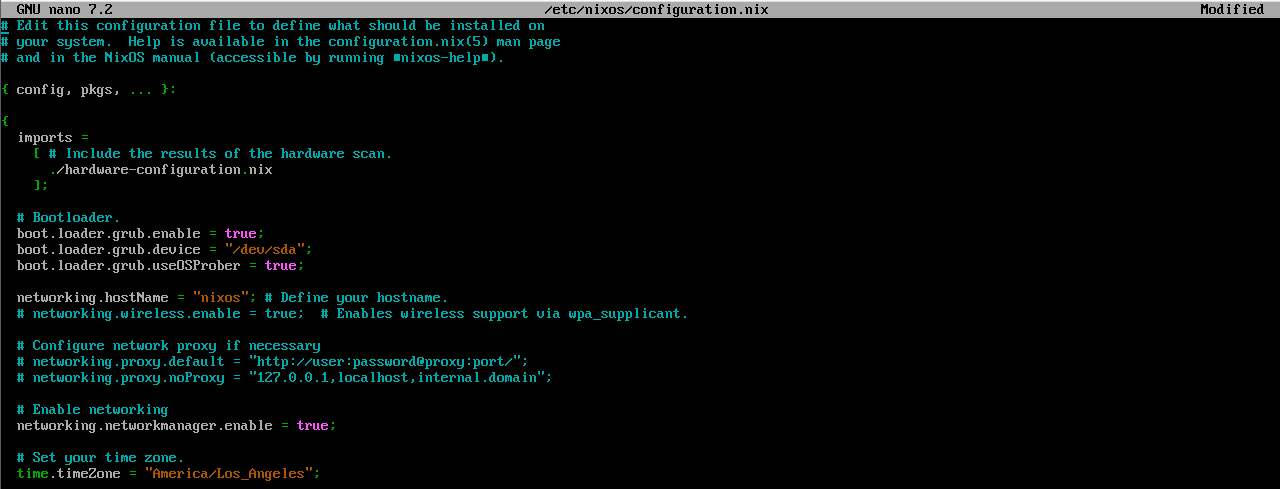 GNU nano 7.2 /etc/nixos/configuration.nix Modified
# Edit this configuration file to define what should be installed on
# your system.  Help is available in the configuration.nix(5) man page
# and in the NixOS manual (accessible by running ■nixos-help■).
{ config, pkgs, ... }:
{
  imports =
    [ # Include the results of the hardware scan.
      ./hardware-configuration.nix
    ];
  # Bootloader.
  boot.loader.grub.enable = true;
  boot.loader.grub.device = "/dev/sda";
  boot.loader.grub.useOSProber = true;
  networking.hostName = "nixos"; # Define your hostname.
  # networking.wireless.enable = true;  # Enables wireless support via wpa_supplicant.
  # Configure network proxy if necessary
  # networking.proxy.default = "http://user:password@proxy:port/";
  # networking.proxy.noProxy = "127.0.0.1,localhost,internal.domain";
  # Enable networking
  networking.networkmanager.enable = true;
  # Set your time zone.
  time.timeZone = "America/Los_Angeles";